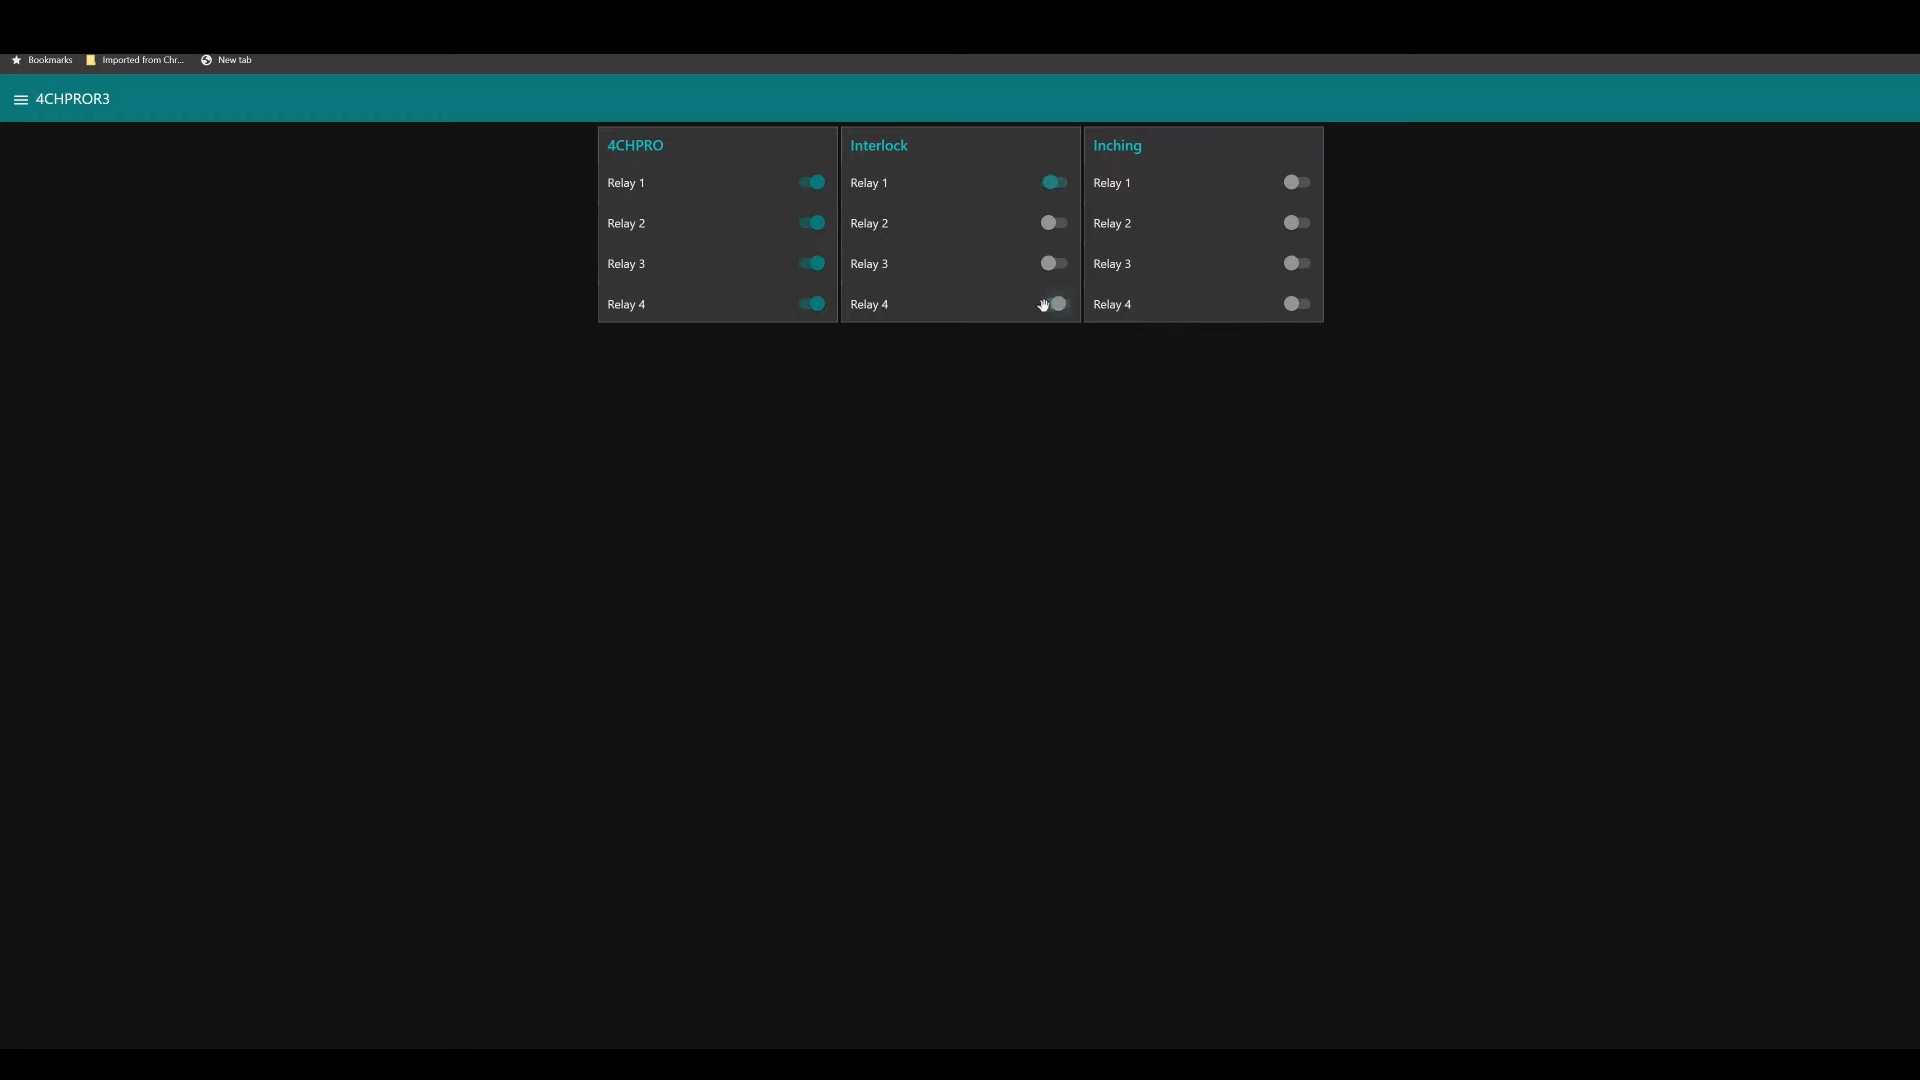 Bookmarks Imported from Chr... New tab
4CHPROR3
4CHPRO
Relay 1
Relay 2
Relay 3
Relay 4
Interlock
Relay 1
Relay 2
Relay 3
Relay 4
Inching
Relay 1
Relay 2
Relay 3
Relay 4